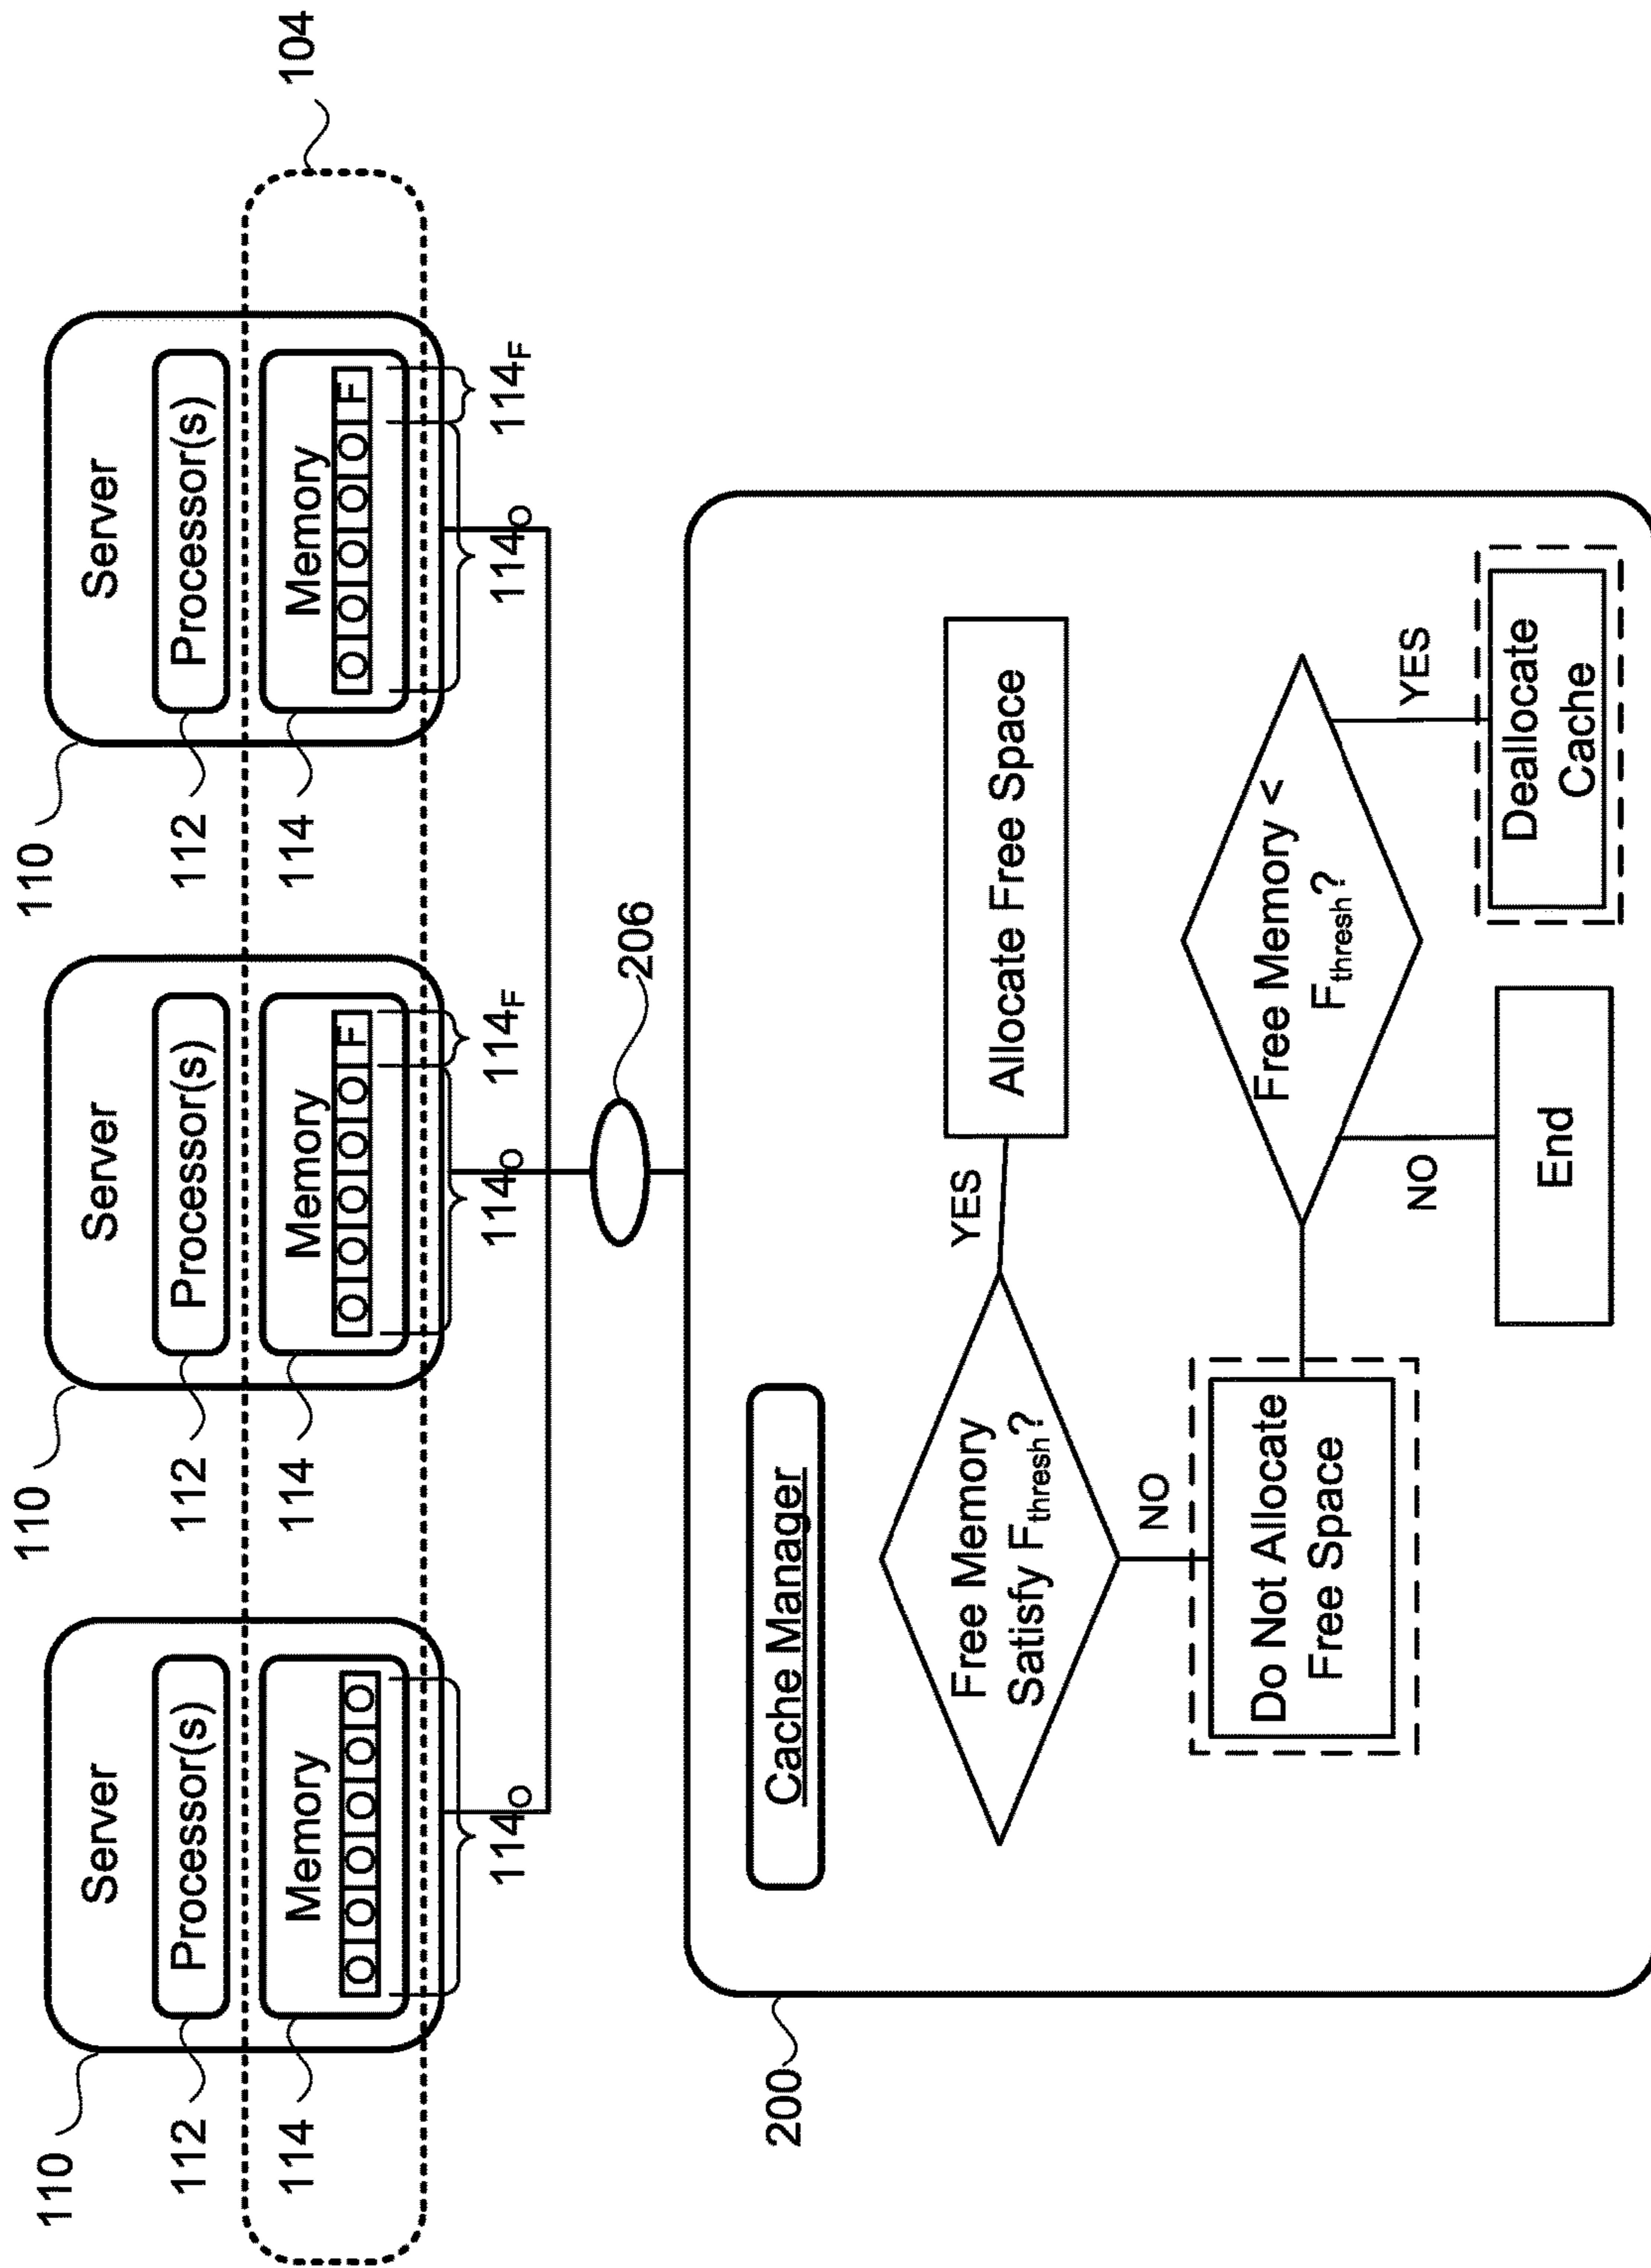 104
110
110
110
Server
Server
Server
Processor(s)
Processor(s)
Processor(s)
112
112
112
Memory
Memory
Memory
114
114
114
O O O O O O
O O O O O F
O O O O O F
114O
114O
114F
114O
114F
206
200
Cache Manager
Free Memory
Satisfy Fthresh?
YES
Allocate Free Space
NO
Do Not Allocate
Free Space
Free Memory <
Fthresh?
NO
YES
End
Deallocate
Cache